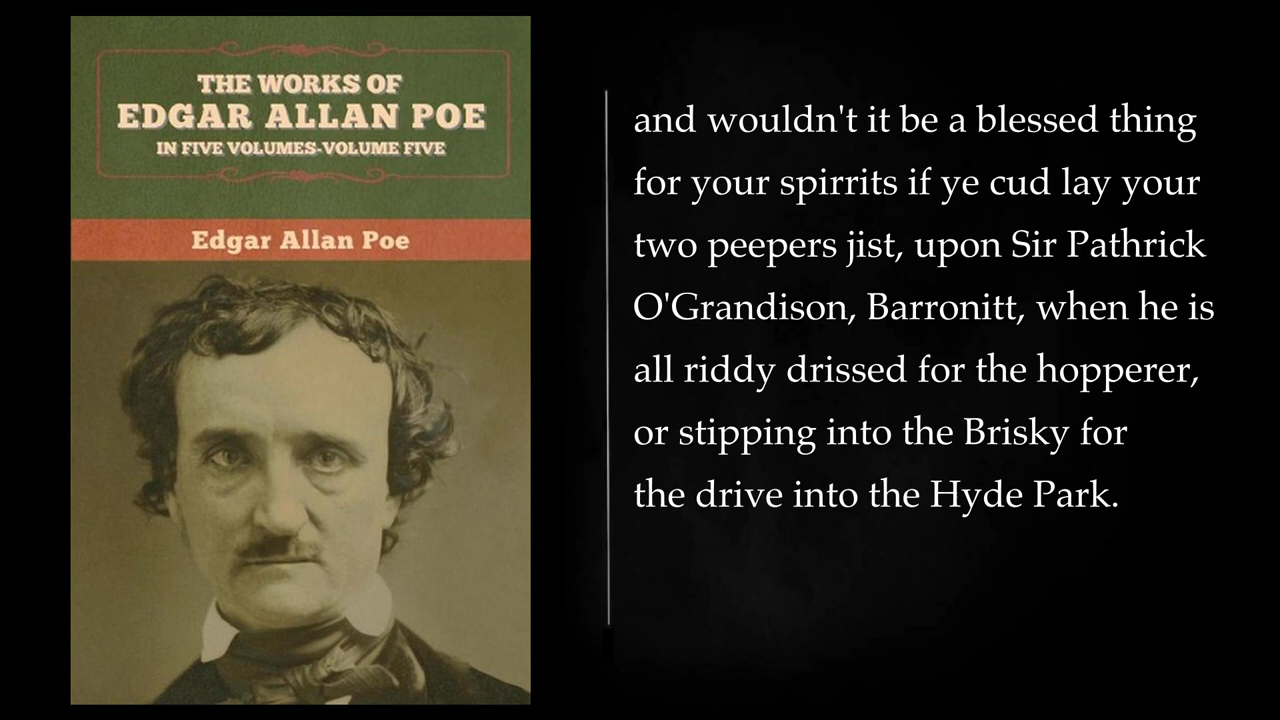 THE WORKS OF
EDGAR ALLAN POE
IN FIVE VOLUMES-VOLUME FIVE
Edgar Allan Poe
and wouldn't it be a blessed thing
for your spirrits if ye cud lay your
two peepers jist, upon Sir Pathrick
O'Grandison, Barronitt, when he is
all riddy drissed for the hopperer,
or stipping into the Brisky for
the drive into the Hyde Park.